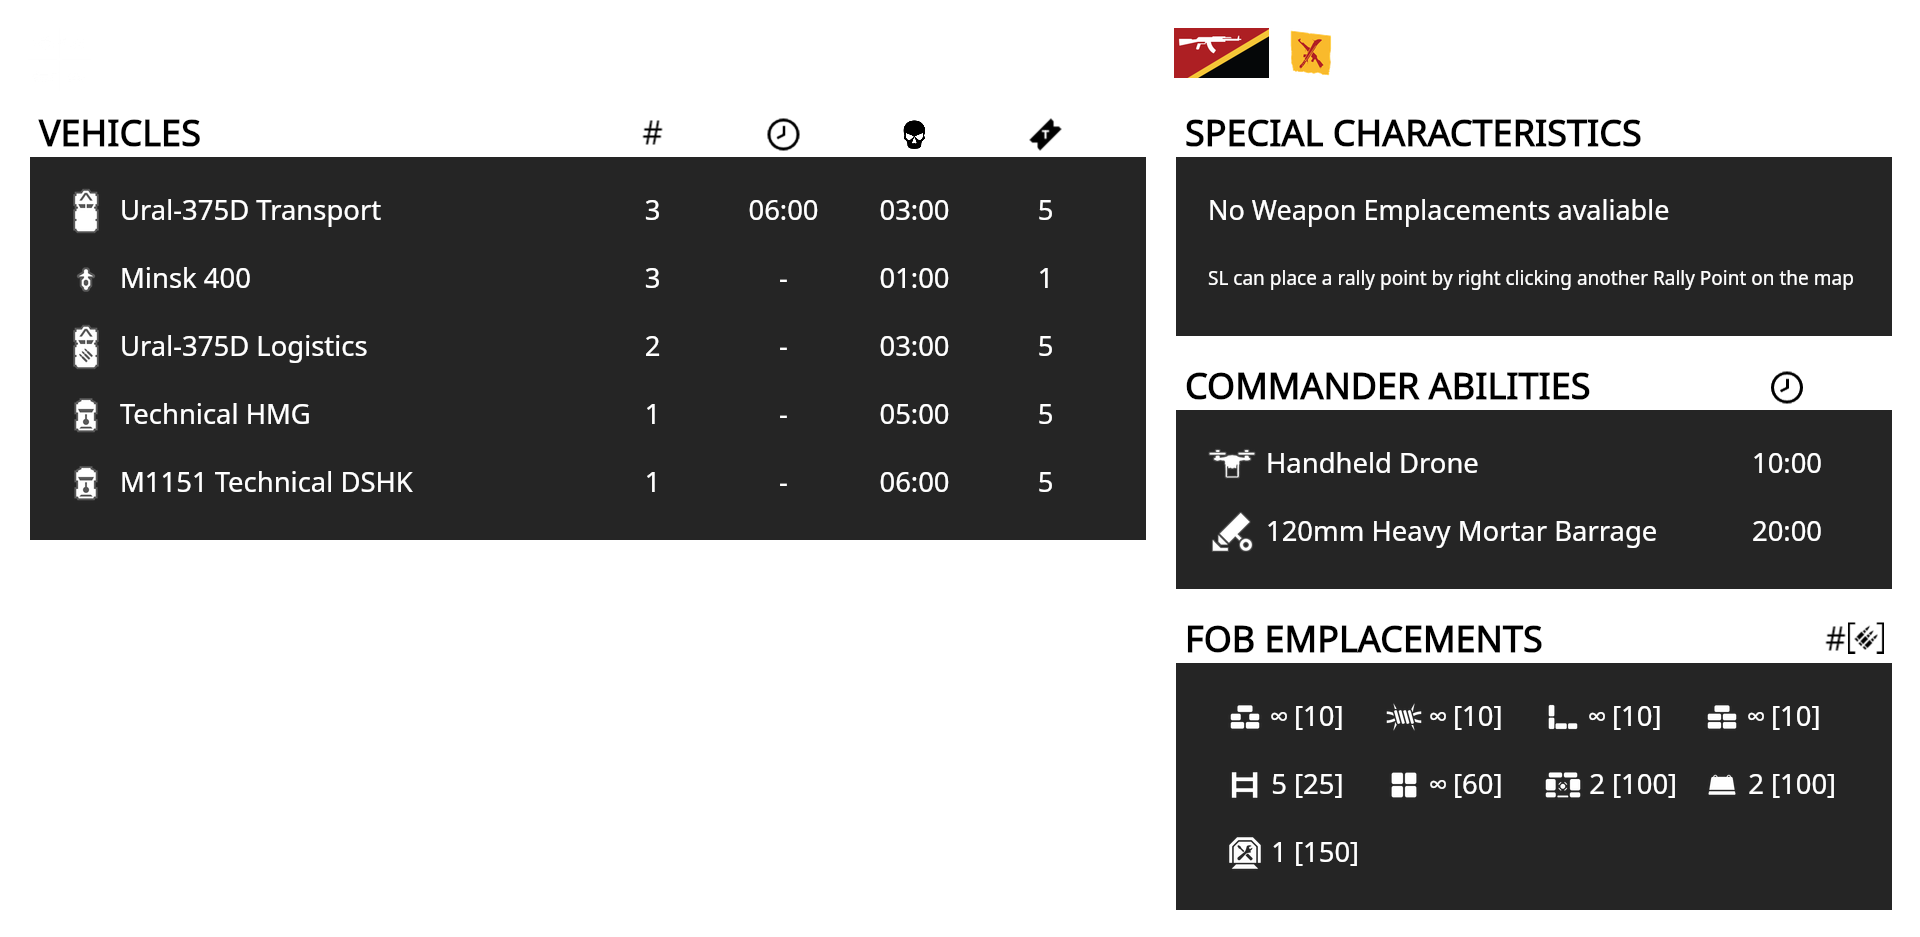 VEHICLES #
Ural-375D Transport 3 06:00 03:00 5
Minsk 400 3 - 01:00 1
Ural-375D Logistics 2 - 03:00 5
Technical HMG 1 - 05:00 5
M1151 Technical DSHK 1 - 06:00 5
SPECIAL CHARACTERISTICS
No Weapon Emplacements avaliable
SL can place a rally point by right clicking another Rally Point on the map
COMMANDER ABILITIES
Handheld Drone 10:00
120mm Heavy Mortar Barrage 20:00
FOB EMPLACEMENTS #[]
∞ [10] ∞ [10] ∞ [10] ∞ [10]
5 [25] ∞ [60] 2 [100] 2 [100]
1 [150]